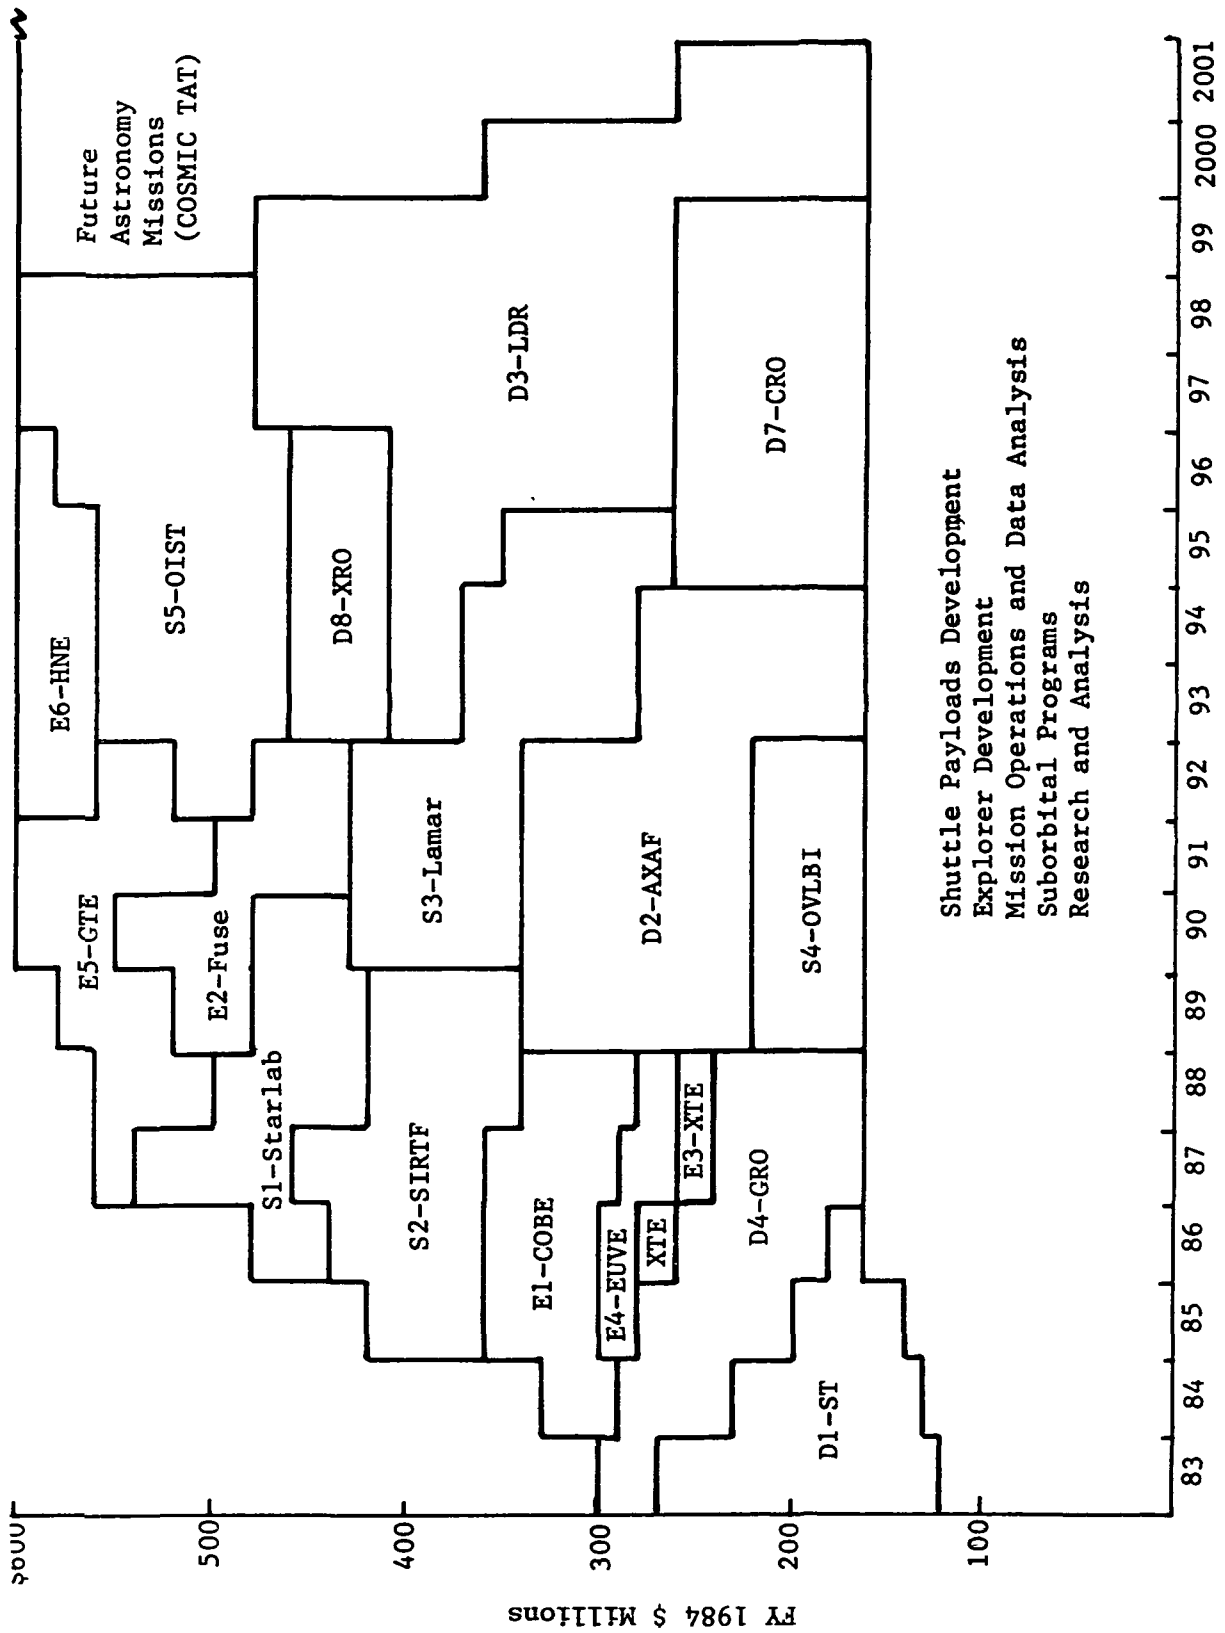 $600
500
400
300
200
100
FY 1984 $ Millions
Future
Astronomy
Missions
(COSMIC TAT)
E6-HNE
E5-GTE
S5-OIST
E2-Fuse
D8-XRO
S1-Starlab
S3-Lamar
D3-LDR
S2-SIRTF
D2-AXAF
E1-COBE
E4-EUVE
XTE
E3-XTE
D4-GRO
S4-OVLBI
D7-CRO
D1-ST
Shuttle Payloads Development
Explorer Development
Mission Operations and Data Analysis
Suborbital Programs
Research and Analysis
83 84 85 86 87 88 89 90 91 92 93 94 95 96 97 98 99 2000 2001